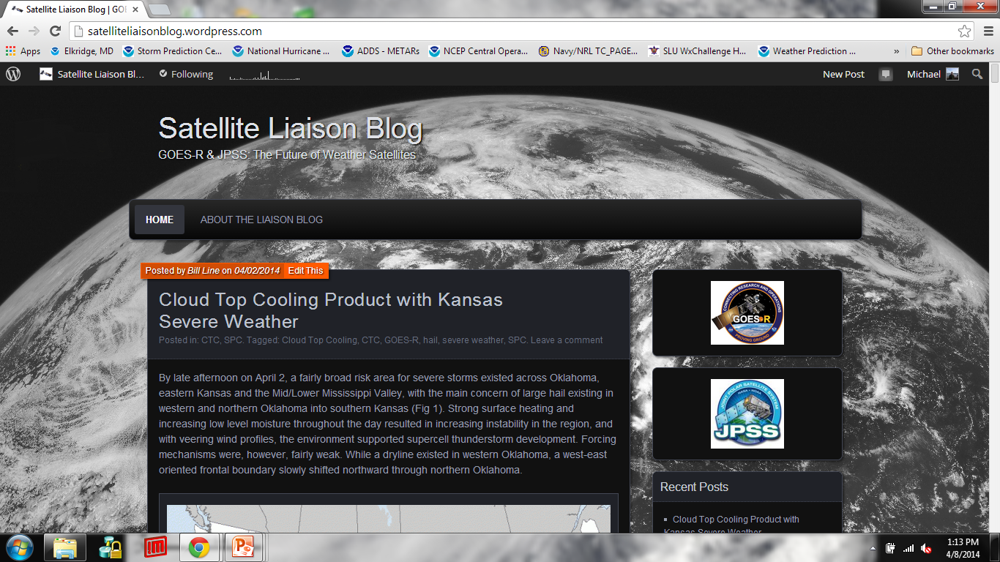 Satellite Liaison Blog | GOE
satelliteliaisonblog.wordpress.com
Apps Elkridge, MD Storm Prediction Ce... National Hurricane ... ADDS - METARs NCEP Central Opera... Navy/NRL TC_PAGE... SLU WxChallenge H... Weather Prediction ... » Other bookmarks
Satellite Liaison Bl... Following New Post Michael
Satellite Liaison Blog
GOES-R & JPSS: The Future of Weather Satellites
HOME ABOUT THE LIAISON BLOG
Posted by Bill Line on 04/02/2014 Edit This
Cloud Top Cooling Product with Kansas
Severe Weather
Posted in: CTC, SPC. Tagged: Cloud Top Cooling, CTC, GOES-R, hail, severe weather, SPC. Leave a comment
By late afternoon on April 2, a fairly broad risk area for severe storms existed across Oklahoma,
eastern Kansas and the Mid/Lower Mississippi Valley, with the main concern of large hail existing in
western and northern Oklahoma into southern Kansas (Fig 1). Strong surface heating and
increasing low level moisture throughout the day resulted in increasing instability in the region, and
with veering wind profiles, the environment supported supercell thunderstorm development. Forcing
mechanisms were, however, fairly weak. While a dryline existed in western Oklahoma, a west-east
oriented frontal boundary slowly shifted northward through northern Oklahoma.
CONNECTING RESEARCH AND OPERATIONS
GOES-R
PROVING GROUND
JOINT POLAR SATELLITE SYSTEM
NASA • NOAA
JPSS
Recent Posts
Cloud Top Cooling Product with
Kansas Severe Weather
1:13 PM
4/8/2014